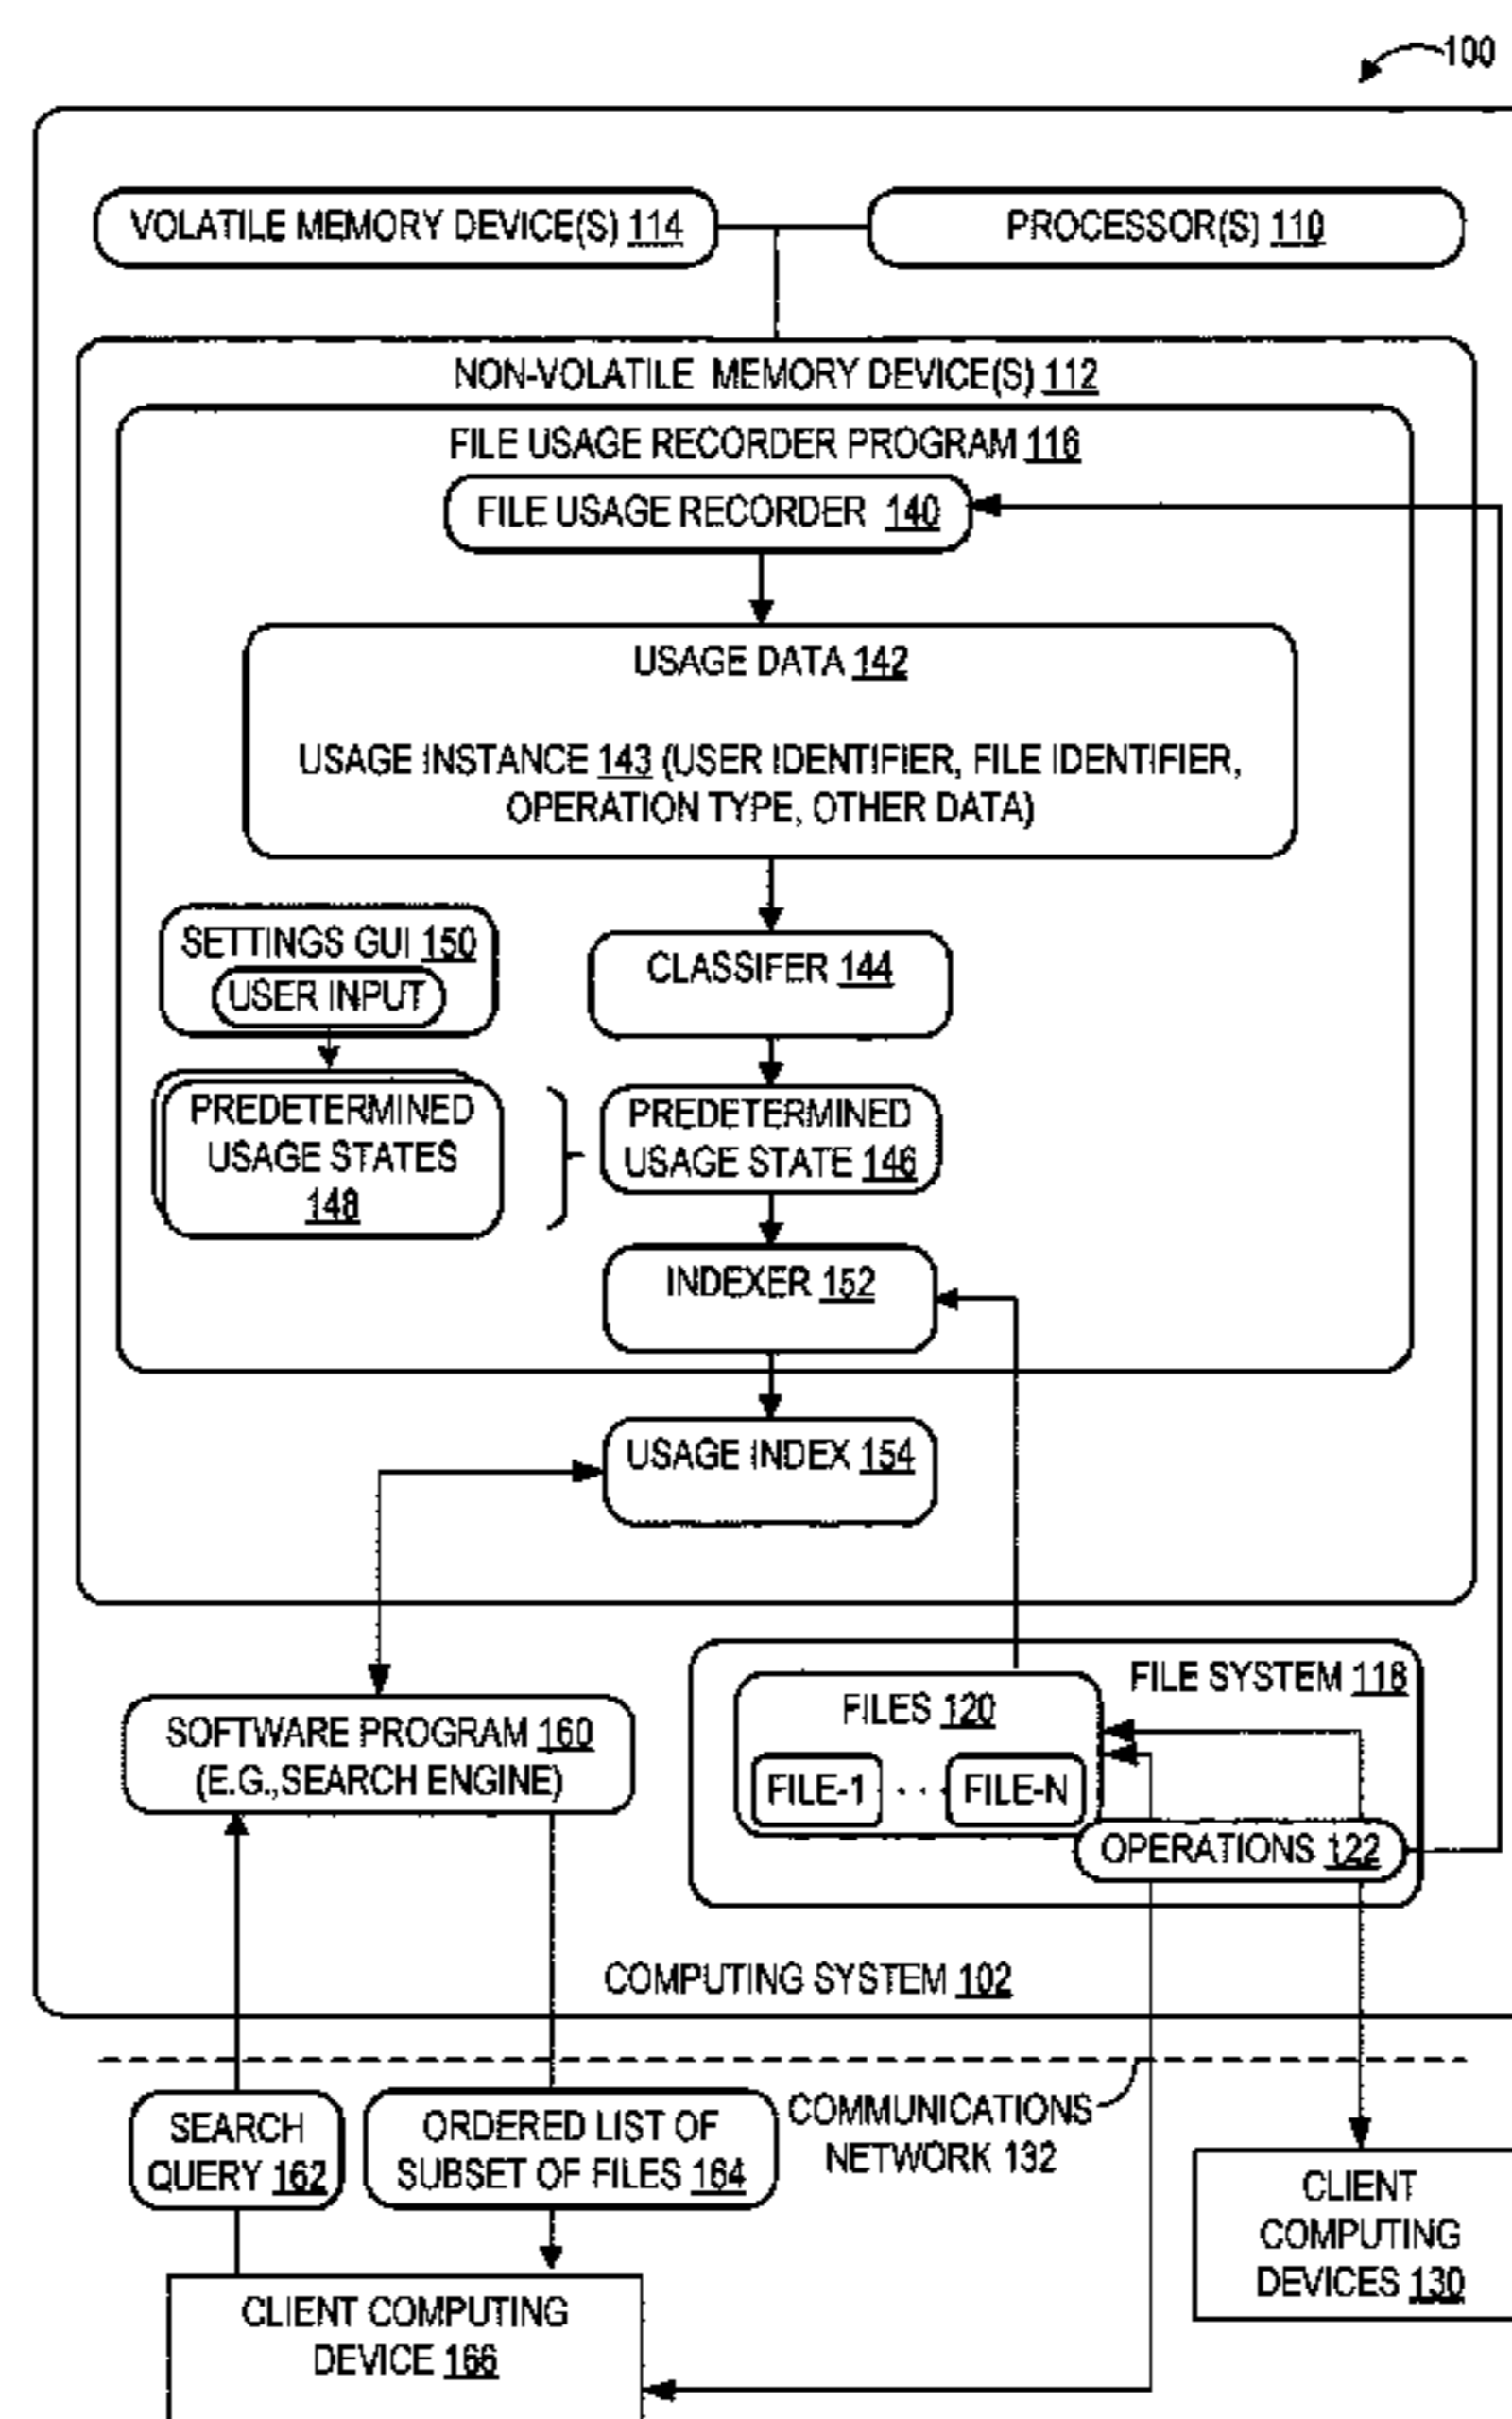 100
VOLATILE MEMORY DEVICE(S) 114
PROCESSOR(S) 110
NON-VOLATILE MEMORY DEVICE(S) 112
FILE USAGE RECORDER PROGRAM 116
FILE USAGE RECORDER 140
USAGE DATA 142
USAGE INSTANCE 143 (USER IDENTIFIER, FILE IDENTIFIER,
OPERATION TYPE, OTHER DATA)
SETTINGS GUI 150
USER INPUT
CLASSIFER 144
PREDETERMINED
USAGE STATES
148
PREDETERMINED
USAGE STATE 146
INDEXER 152
USAGE INDEX 154
SOFTWARE PROGRAM 160
(E.G., SEARCH ENGINE)
FILE SYSTEM 118
FILES 120
FILE-1 . . . FILE-N
OPERATIONS 122
COMPUTING SYSTEM 102
SEARCH
QUERY 162
ORDERED LIST OF
SUBSET OF FILES 164
COMMUNICATIONS
NETWORK 132
CLIENT
COMPUTING
DEVICES 130
CLIENT COMPUTING
DEVICE 166